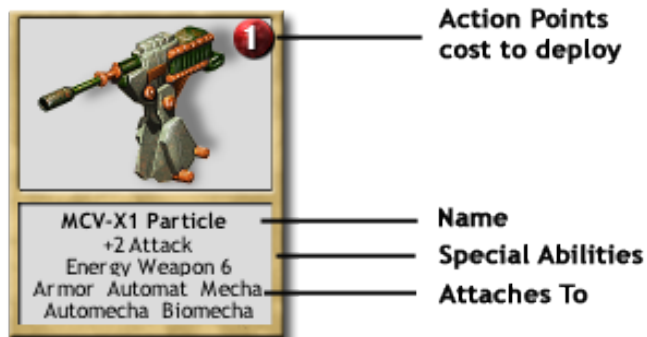 1
Action Points
cost to deploy
MCV-X1 Particle
+2 Attack
Energy Weapon 6
Armor Automat Mecha
Automecha Biomecha
Name
Special Abilities
Attaches To